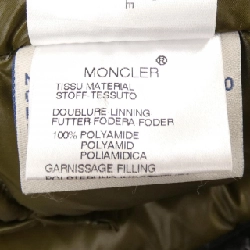 MONCLER®
TISSU MATERIAL
STOFF TESSUTO
DOUBLURE LINNING
FUTTER FODERA FODER
100% POLYAMIDE
POLYAMID
POLIAMIDICA
GARNISSAGE FILLING